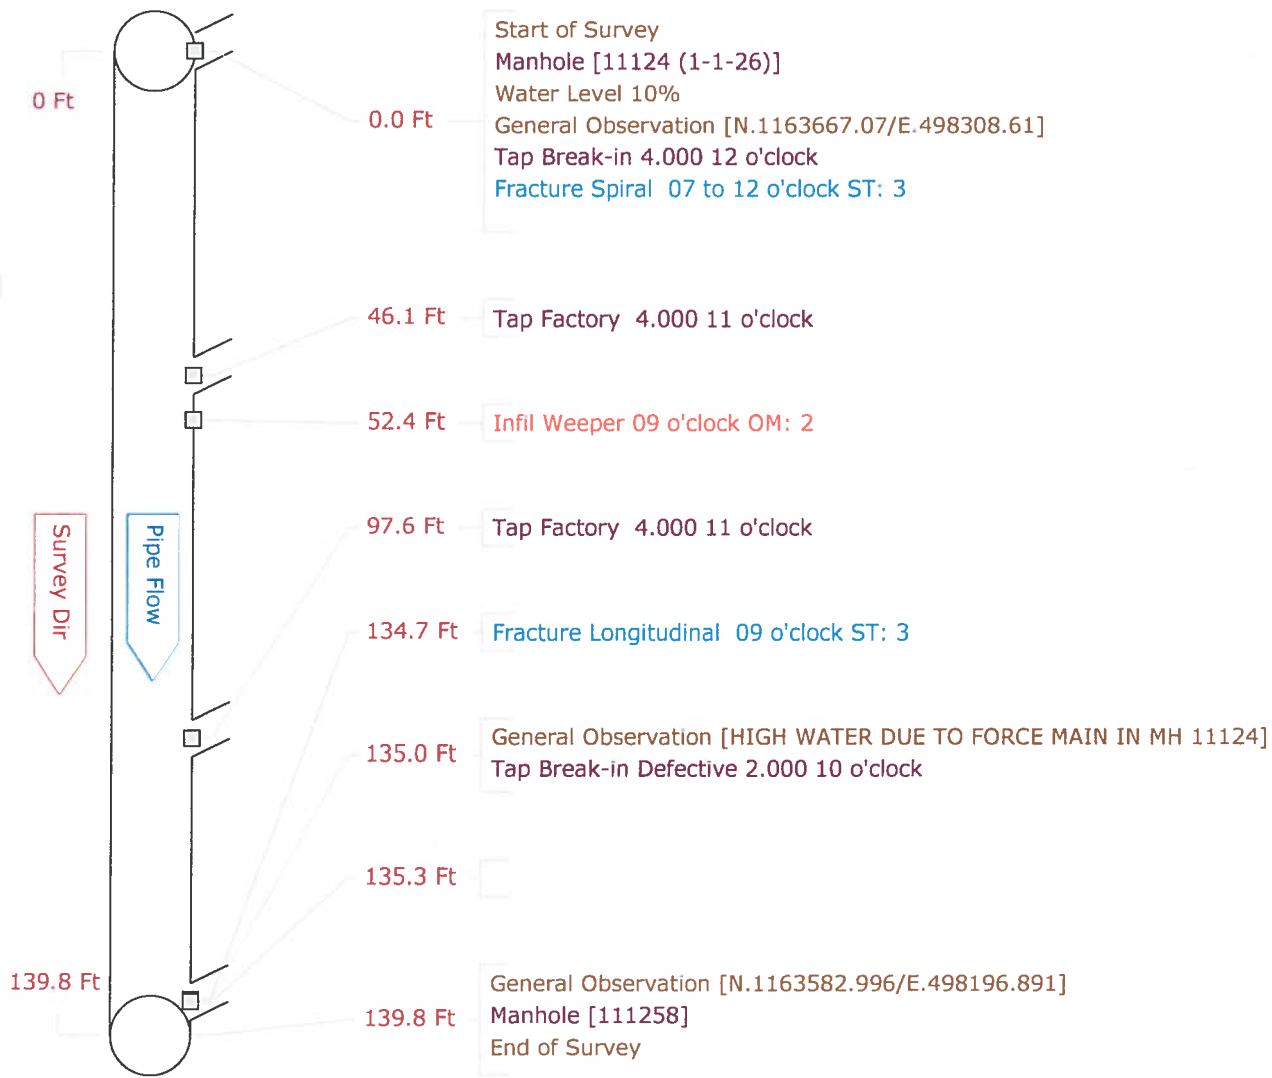 Start of Survey
Manhole [11124 (1-1-26)]
Water Level 10%
0 Ft
0.0 Ft
General Observation [N.1163667.07/E.498308.61]
Tap Break-in 4.000 12 o'clock
Fracture Spiral 07 to 12 o'clock ST: 3
46.1 Ft
Tap Factory 4.000 11 o'clock
52.4 Ft
Infil Weeper 09 o'clock OM: 2
97.6 Ft
Tap Factory 4.000 11 o'clock
Survey Dir
Pipe Flow
134.7 Ft
Fracture Longitudinal 09 o'clock ST: 3
135.0 Ft
General Observation [HIGH WATER DUE TO FORCE MAIN IN MH 11124]
Tap Break-in Defective 2.000 10 o'clock
135.3 Ft
139.8 Ft
139.8 Ft
General Observation [N.1163582.996/E.498196.891]
Manhole [111258]
End of Survey